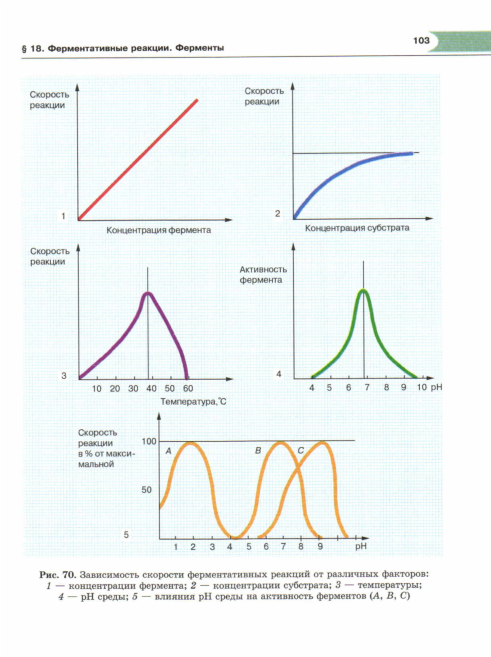 § 18. Ферментативные реакции. Ферменты
103
Скорость
реакции
1
Концентрация фермента
Скорость
реакции
2
Концентрация субстрата
Скорость
реакции
3
10 20 30 40 50 60
Температура,°С
Активность
фермента
4
4 5 6 7 8 9 10 pH
Скорость
реакции
в % от макси-
мальной
100
50
5
A
B
C
1 2 3 4 5 6 7 8 9 pH
Рис. 70. Зависимость скорости ферментативных реакций от различных факторов:
1 — концентрации фермента; 2 — концентрации субстрата; 3 — температуры;
4 — pH среды; 5 — влияния pH среды на активность ферментов (A, B, C)